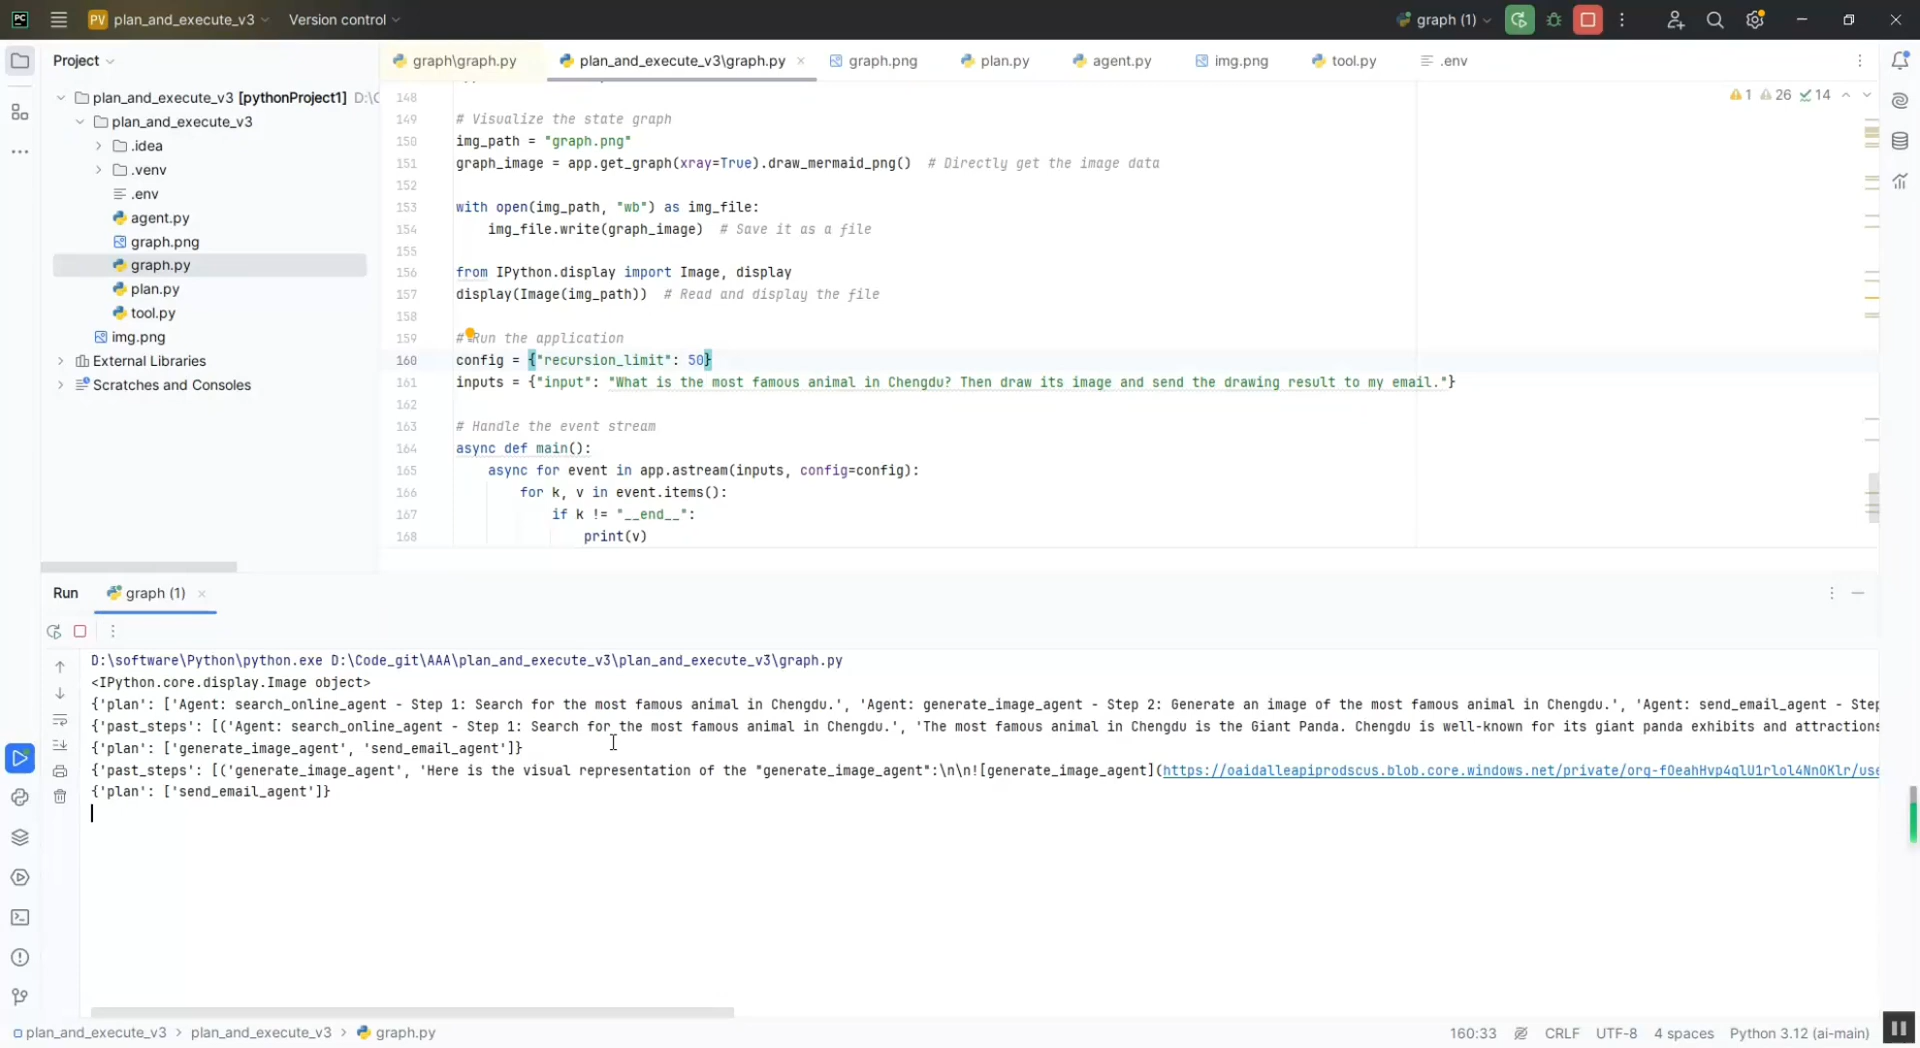 PC
PV plan_and_execute_v3
Version control
graph (1)
Project
graph\graph.py
plan_and_execute_v3\graph.py
graph.png
plan.py
agent.py
img.png
tool.py
.env
plan_and_execute_v3 [pythonProject1] D:\C
plan_and_execute_v3
.idea
.venv
.env
agent.py
graph.png
graph.py
plan.py
tool.py
img.png
External Libraries
Scratches and Consoles
1 26 14
148
149 # Visualize the state graph
150 img_path = "graph.png"
151 graph_image = app.get_graph(xray=True).draw_mermaid_png() # Directly get the image data
152
153 with open(img_path, "wb") as img_file:
154 img_file.write(graph_image) # Save it as a file
155
156 from IPython.display import Image, display
157 display(Image(img_path)) # Read and display the file
158
159 # Run the application
160 config = {"recursion_limit": 50}
161 inputs = {"input": "What is the most famous animal in Chengdu? Then draw its image and send the drawing result to my email."}
162
163 # Handle the event stream
164 async def main():
165 async for event in app.astream(inputs, config=config):
166 for k, v in event.items():
167 if k != "__end__":
168 print(v)
Run
graph (1)
D:\software\Python\python.exe D:\Code_git\AAA\plan_and_execute_v3\plan_and_execute_v3\graph.py
<IPython.core.display.Image object>
{'plan': ['Agent: search_online_agent - Step 1: Search for the most famous animal in Chengdu.', 'Agent: generate_image_agent - Step 2: Generate an image of the most famous animal in Chengdu.', 'Agent: send_email_agent - Step
{'past_steps': [('Agent: search_online_agent - Step 1: Search for the most famous animal in Chengdu.', 'The most famous animal in Chengdu is the Giant Panda. Chengdu is well-known for its giant panda exhibits and attractions
{'plan': ['generate_image_agent', 'send_email_agent']}
{'past_steps': [('generate_image_agent', 'Here is the visual representation of the "generate_image_agent":\n\n![generate_image_agent](https://oaidalleapiprodscus.blob.core.windows.net/private/org-fOeahHvp4qlU1rlol4NnOKlr/use
{'plan': ['send_email_agent']}
plan_and_execute_v3 > plan_and_execute_v3 > graph.py
160:33
CRLF
UTF-8
4 spaces
Python 3.12 (ai-main)